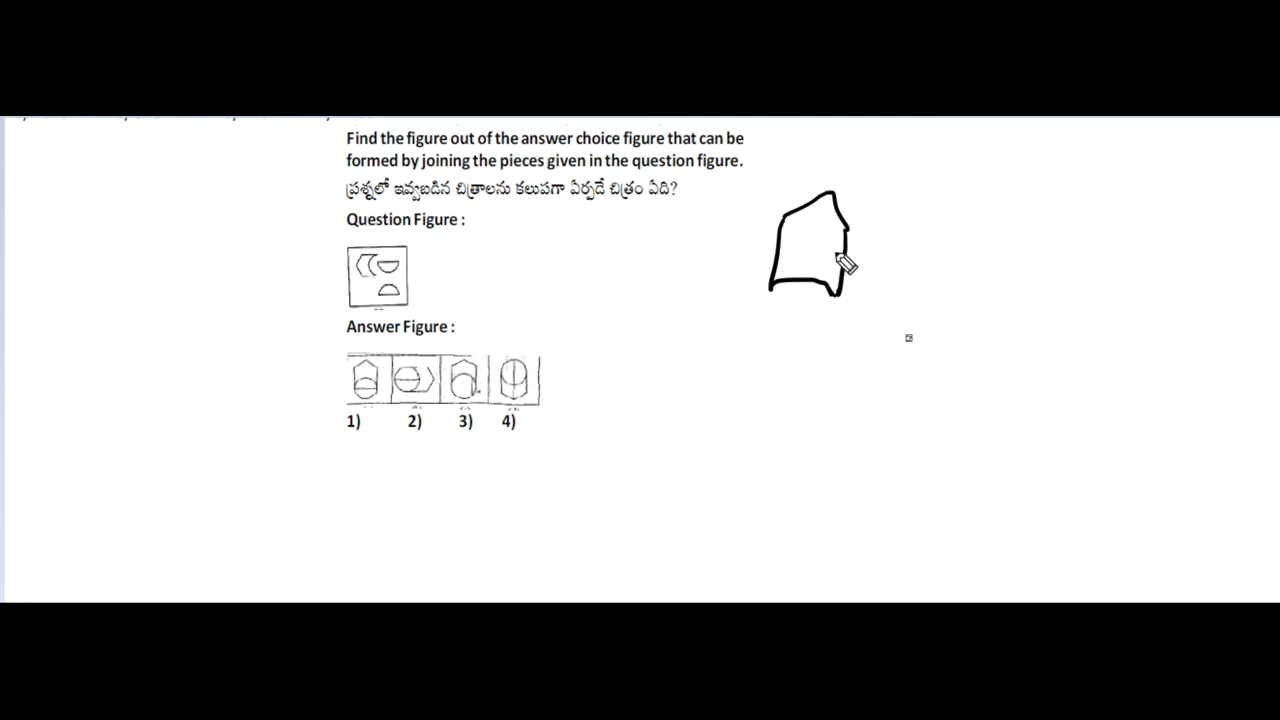 Find the figure out of the answer choice figure that can be
formed by joining the pieces given in the question figure.
ప్రశ్నలో ఇవ్వబడిన చిత్రాలను కలుపగా ఏర్పడే చిత్రం ఏది?
Question Figure :
Answer Figure :
1) 2) 3) 4)